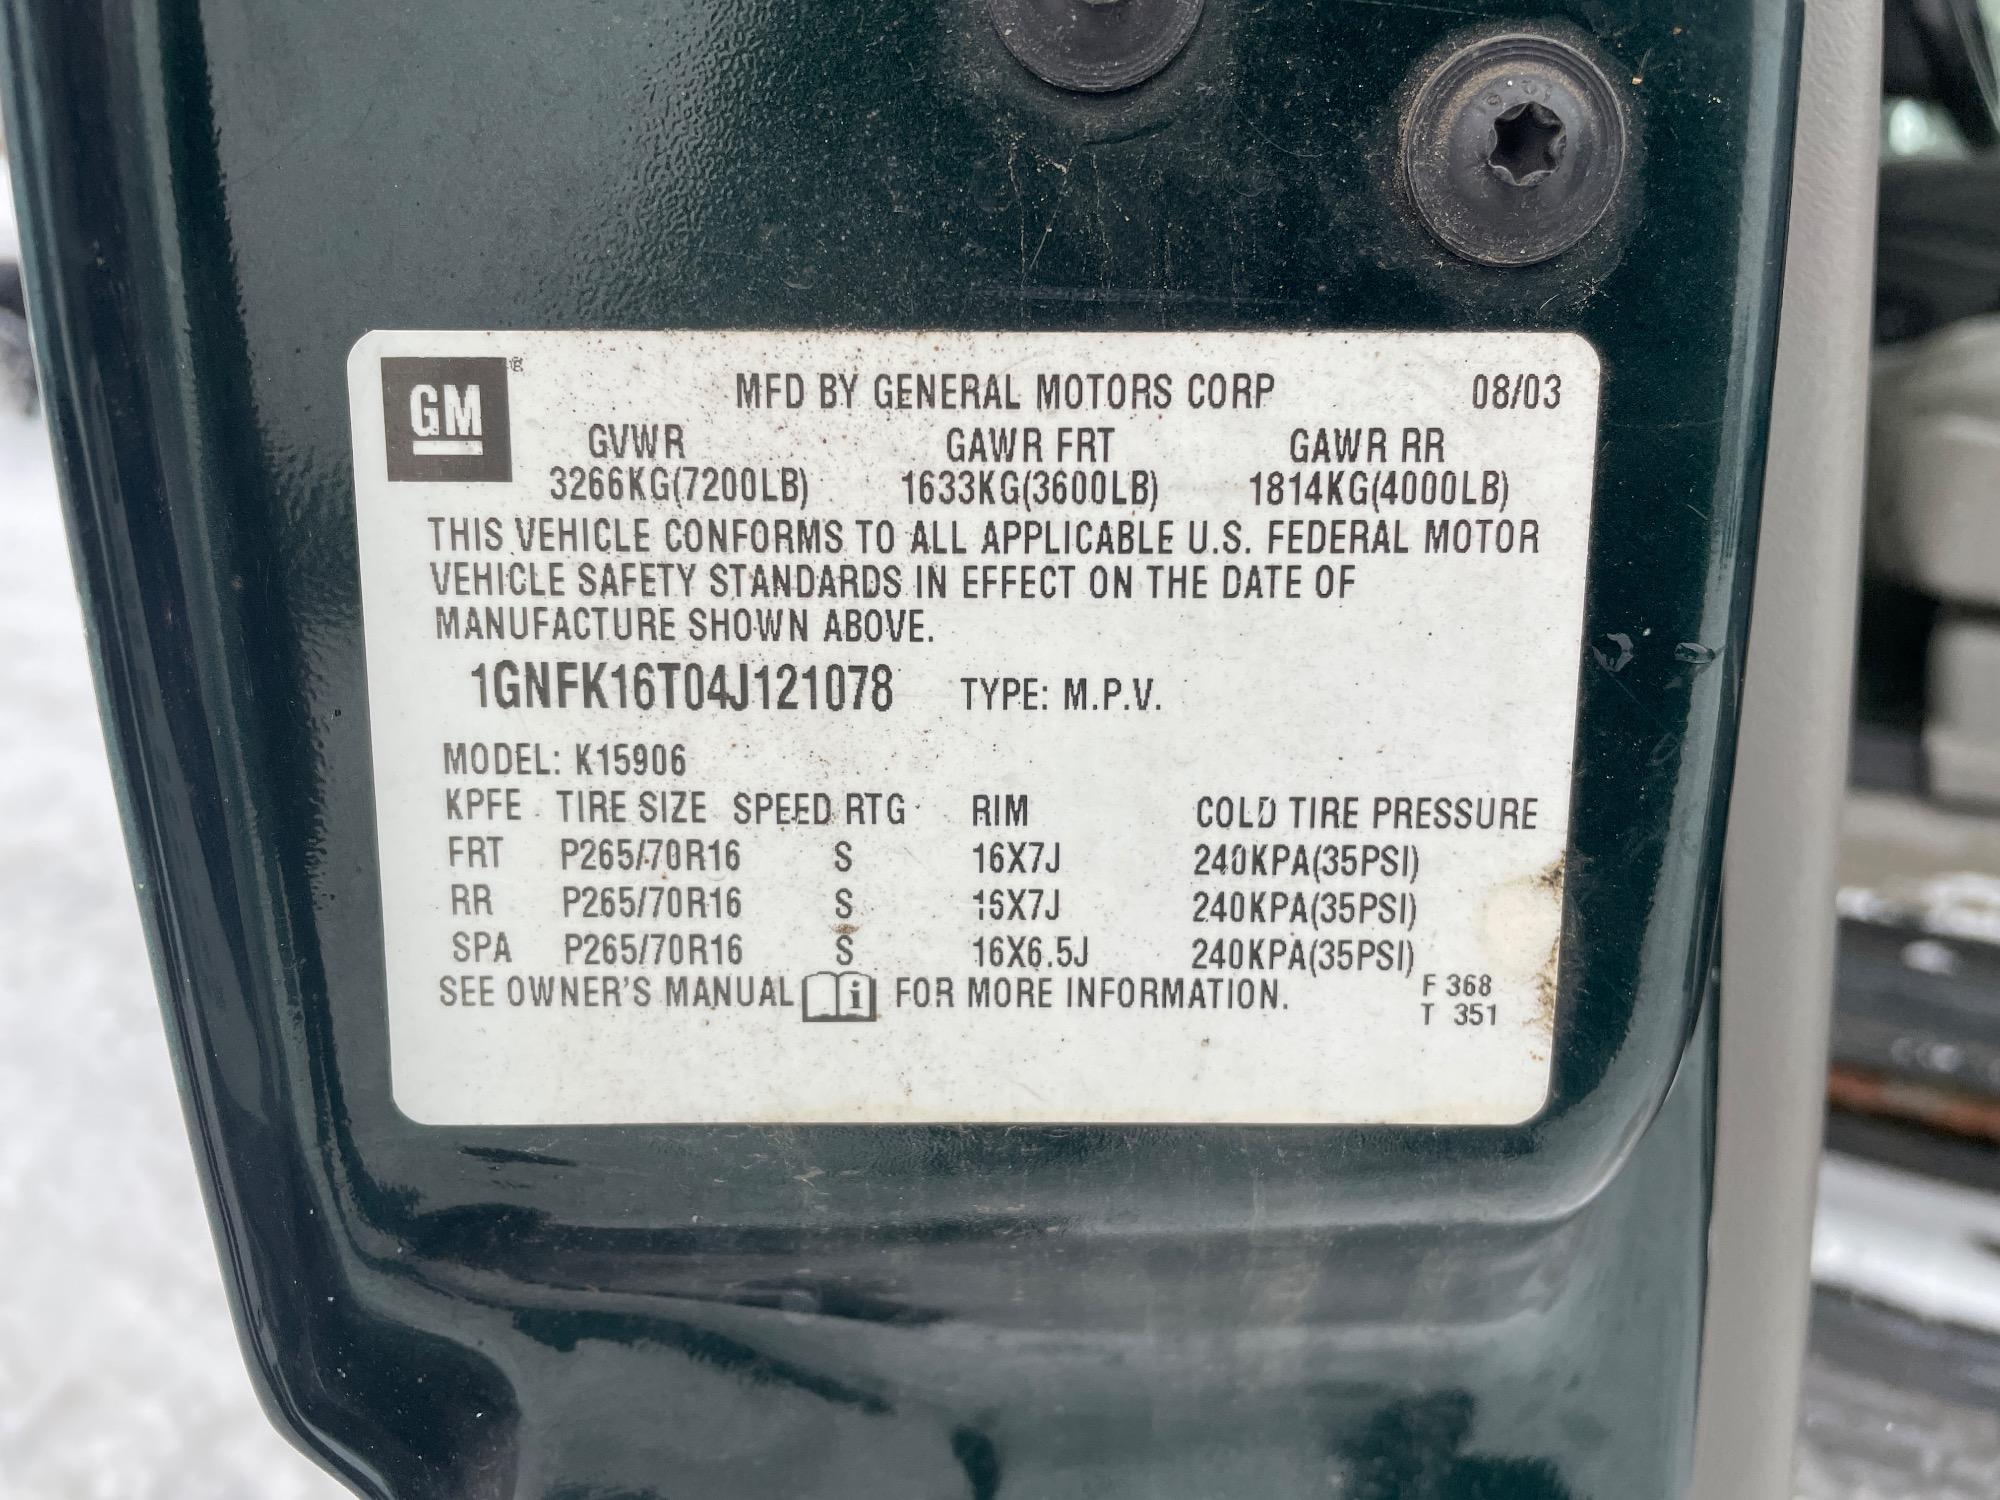 GM
MFD BY GENERAL MOTORS CORP 08/03
GVWR GAWR FRT GAWR RR
3266KG(7200LB) 1633KG(3600LB) 1814KG(4000LB)
THIS VEHICLE CONFORMS TO ALL APPLICABLE U.S. FEDERAL MOTOR
VEHICLE SAFETY STANDARDS IN EFFECT ON THE DATE OF
MANUFACTURE SHOWN ABOVE.
1GNFK16T04J121078 TYPE: M.P.V.
MODEL: K15906
KPFE TIRE SIZE SPEED RTG RIM COLD TIRE PRESSURE
FRT P265/70R16 S 16X7J 240KPA(35PSI)
RR P265/70R16 S 16X7J 240KPA(35PSI)
SPA P265/70R16 S 16X6.5J 240KPA(35PSI)
SEE OWNER'S MANUAL i FOR MORE INFORMATION.
F 368
T 351